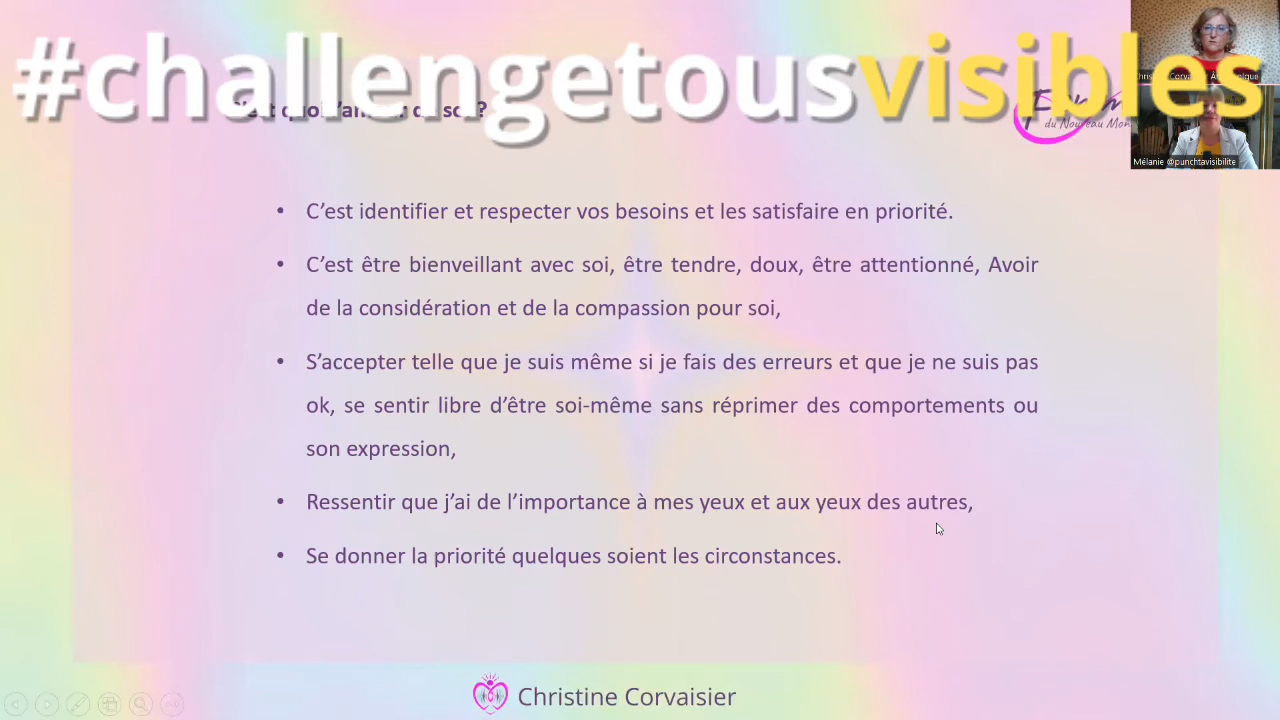 #challengetousvisibles
soi?
du Nouveau Mon
Mélanie @punchtavisibilite
• C’est identifier et respecter vos besoins et les satisfaire en priorité.
• C’est être bienveillant avec soi, être tendre, doux, être attentionné, Avoir
de la considération et de la compassion pour soi,
• S’accepter telle que je suis même si je fais des erreurs et que je ne suis pas
ok, se sentir libre d’être soi-même sans réprimer des comportements ou
son expression,
• Ressentir que j’ai de l’importance à mes yeux et aux yeux des autres,
• Se donner la priorité quelques soient les circonstances.
Christine Corvaisier